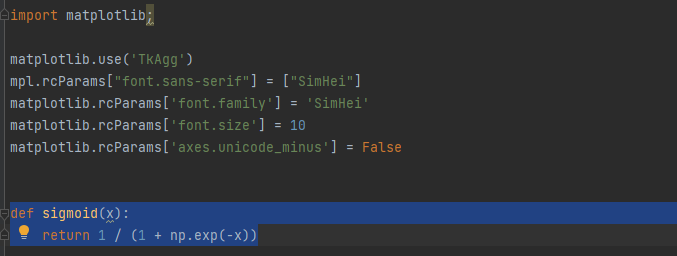 import matplotlib;
matplotlib.use('TkAgg')
mpl.rcParams["font.sans-serif"] = ["SimHei"]
matplotlib.rcParams['font.family'] = 'SimHei'
matplotlib.rcParams['font.size'] = 10
matplotlib.rcParams['axes.unicode_minus'] = False
def sigmoid(x):
    return 1 / (1 + np.exp(-x))